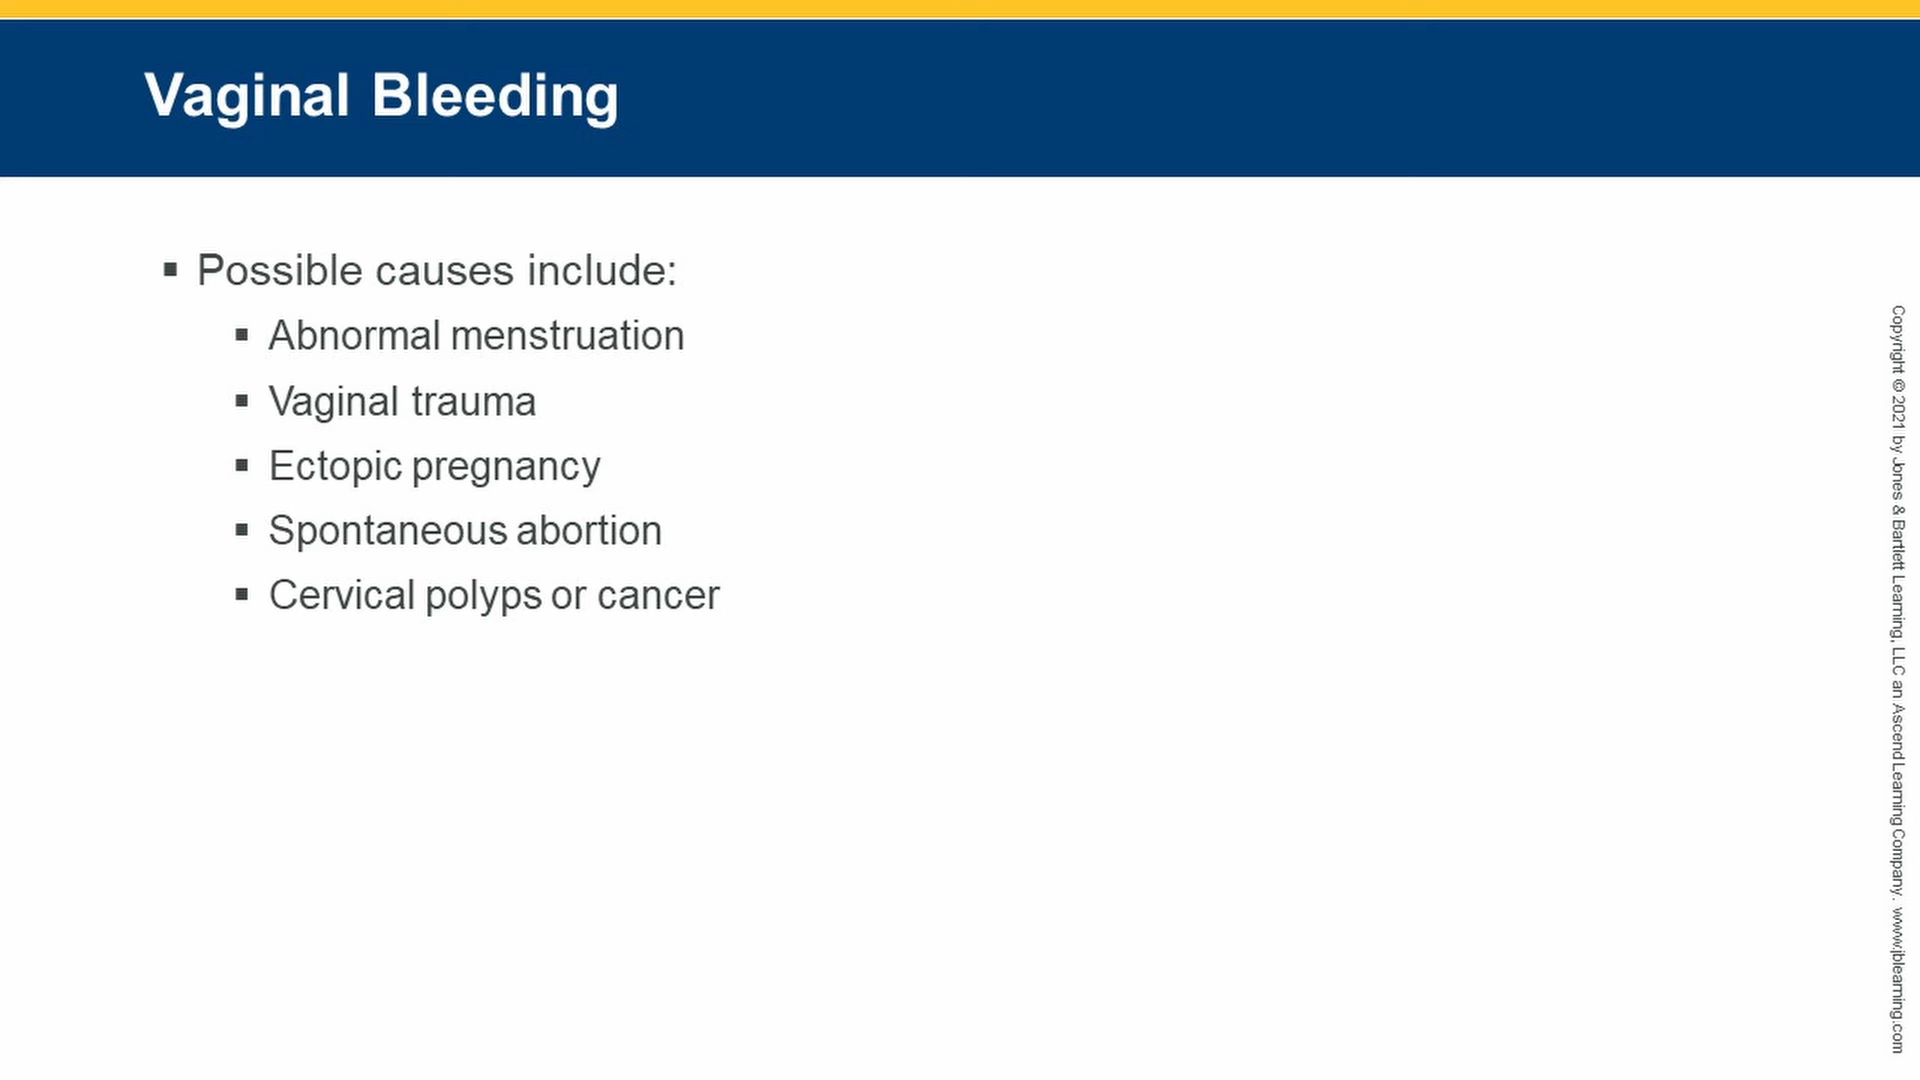 Vaginal Bleeding
▪ Possible causes include:
▪ Abnormal menstruation
▪ Vaginal trauma
▪ Ectopic pregnancy
▪ Spontaneous abortion
▪ Cervical polyps or cancer
Copyright © 2021 by Jones & Bartlett Learning, LLC an Ascend Learning Company. www.jblearning.com